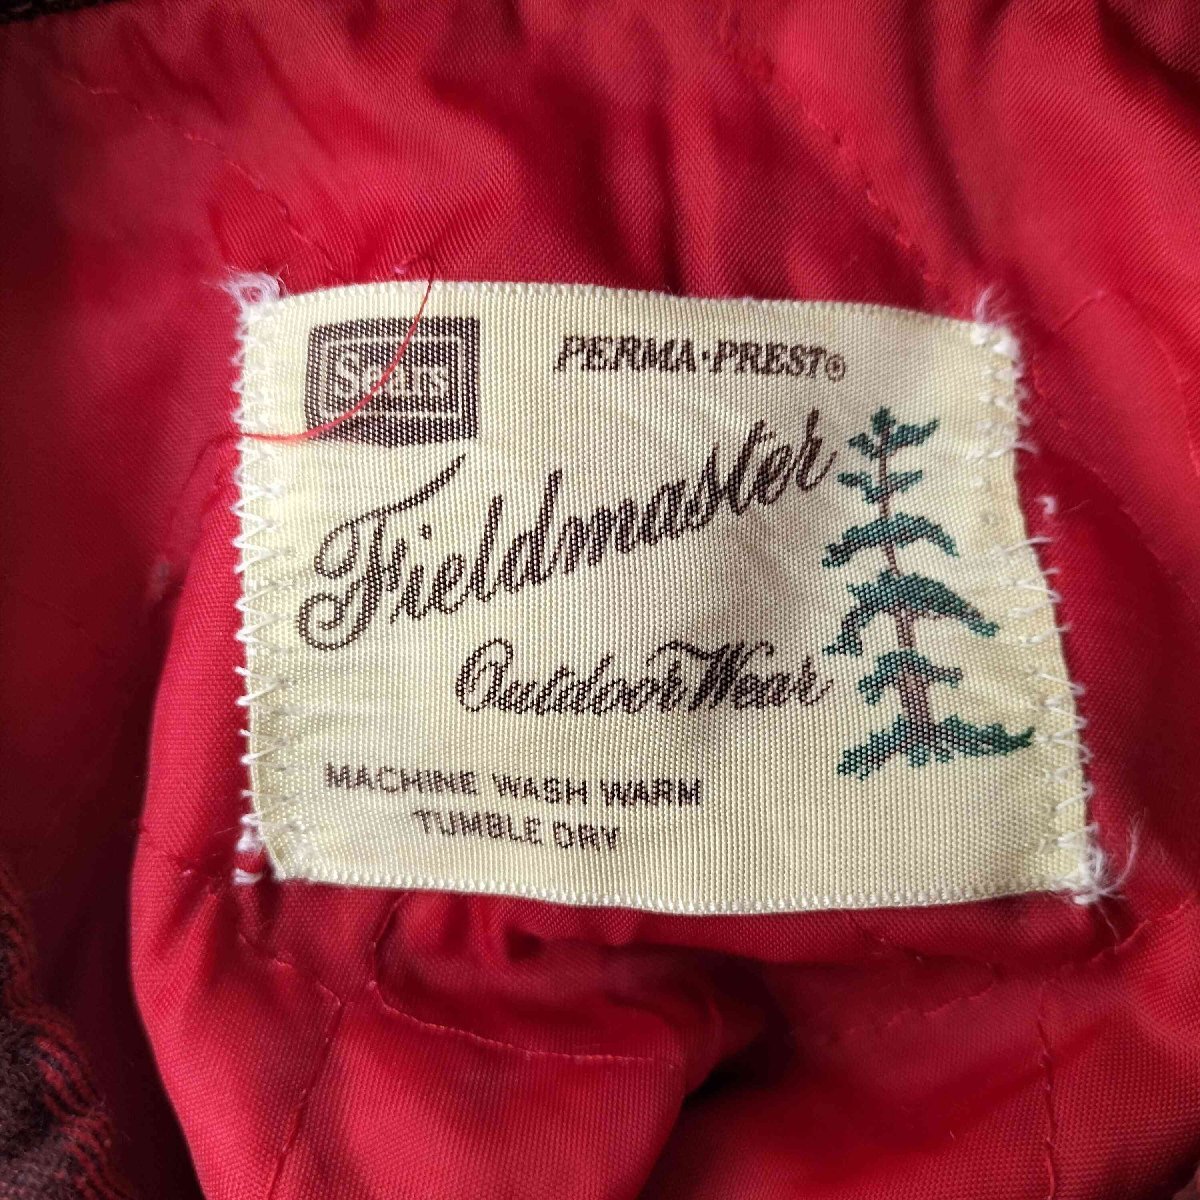 Sears
PERMA·PREST®
Fieldmaster
Outdoor Wear
MACHINE WASH WARM
TUMBLE DRY